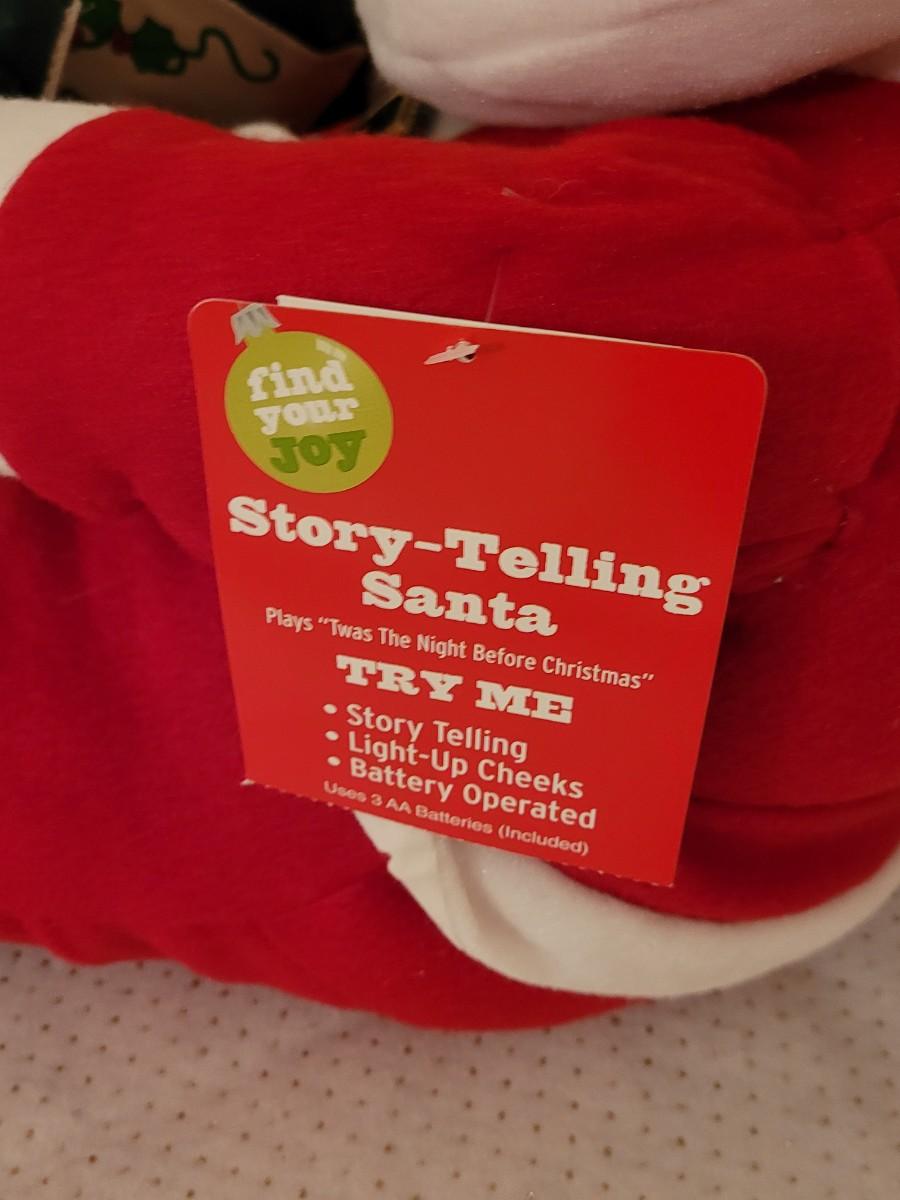 find
your
Joy
Story-Telling
Santa
Plays "Twas The Night Before Christmas"
TRY ME
• Story Telling
• Light-Up Cheeks
• Battery Operated
Uses 3 AA Batteries (Included)